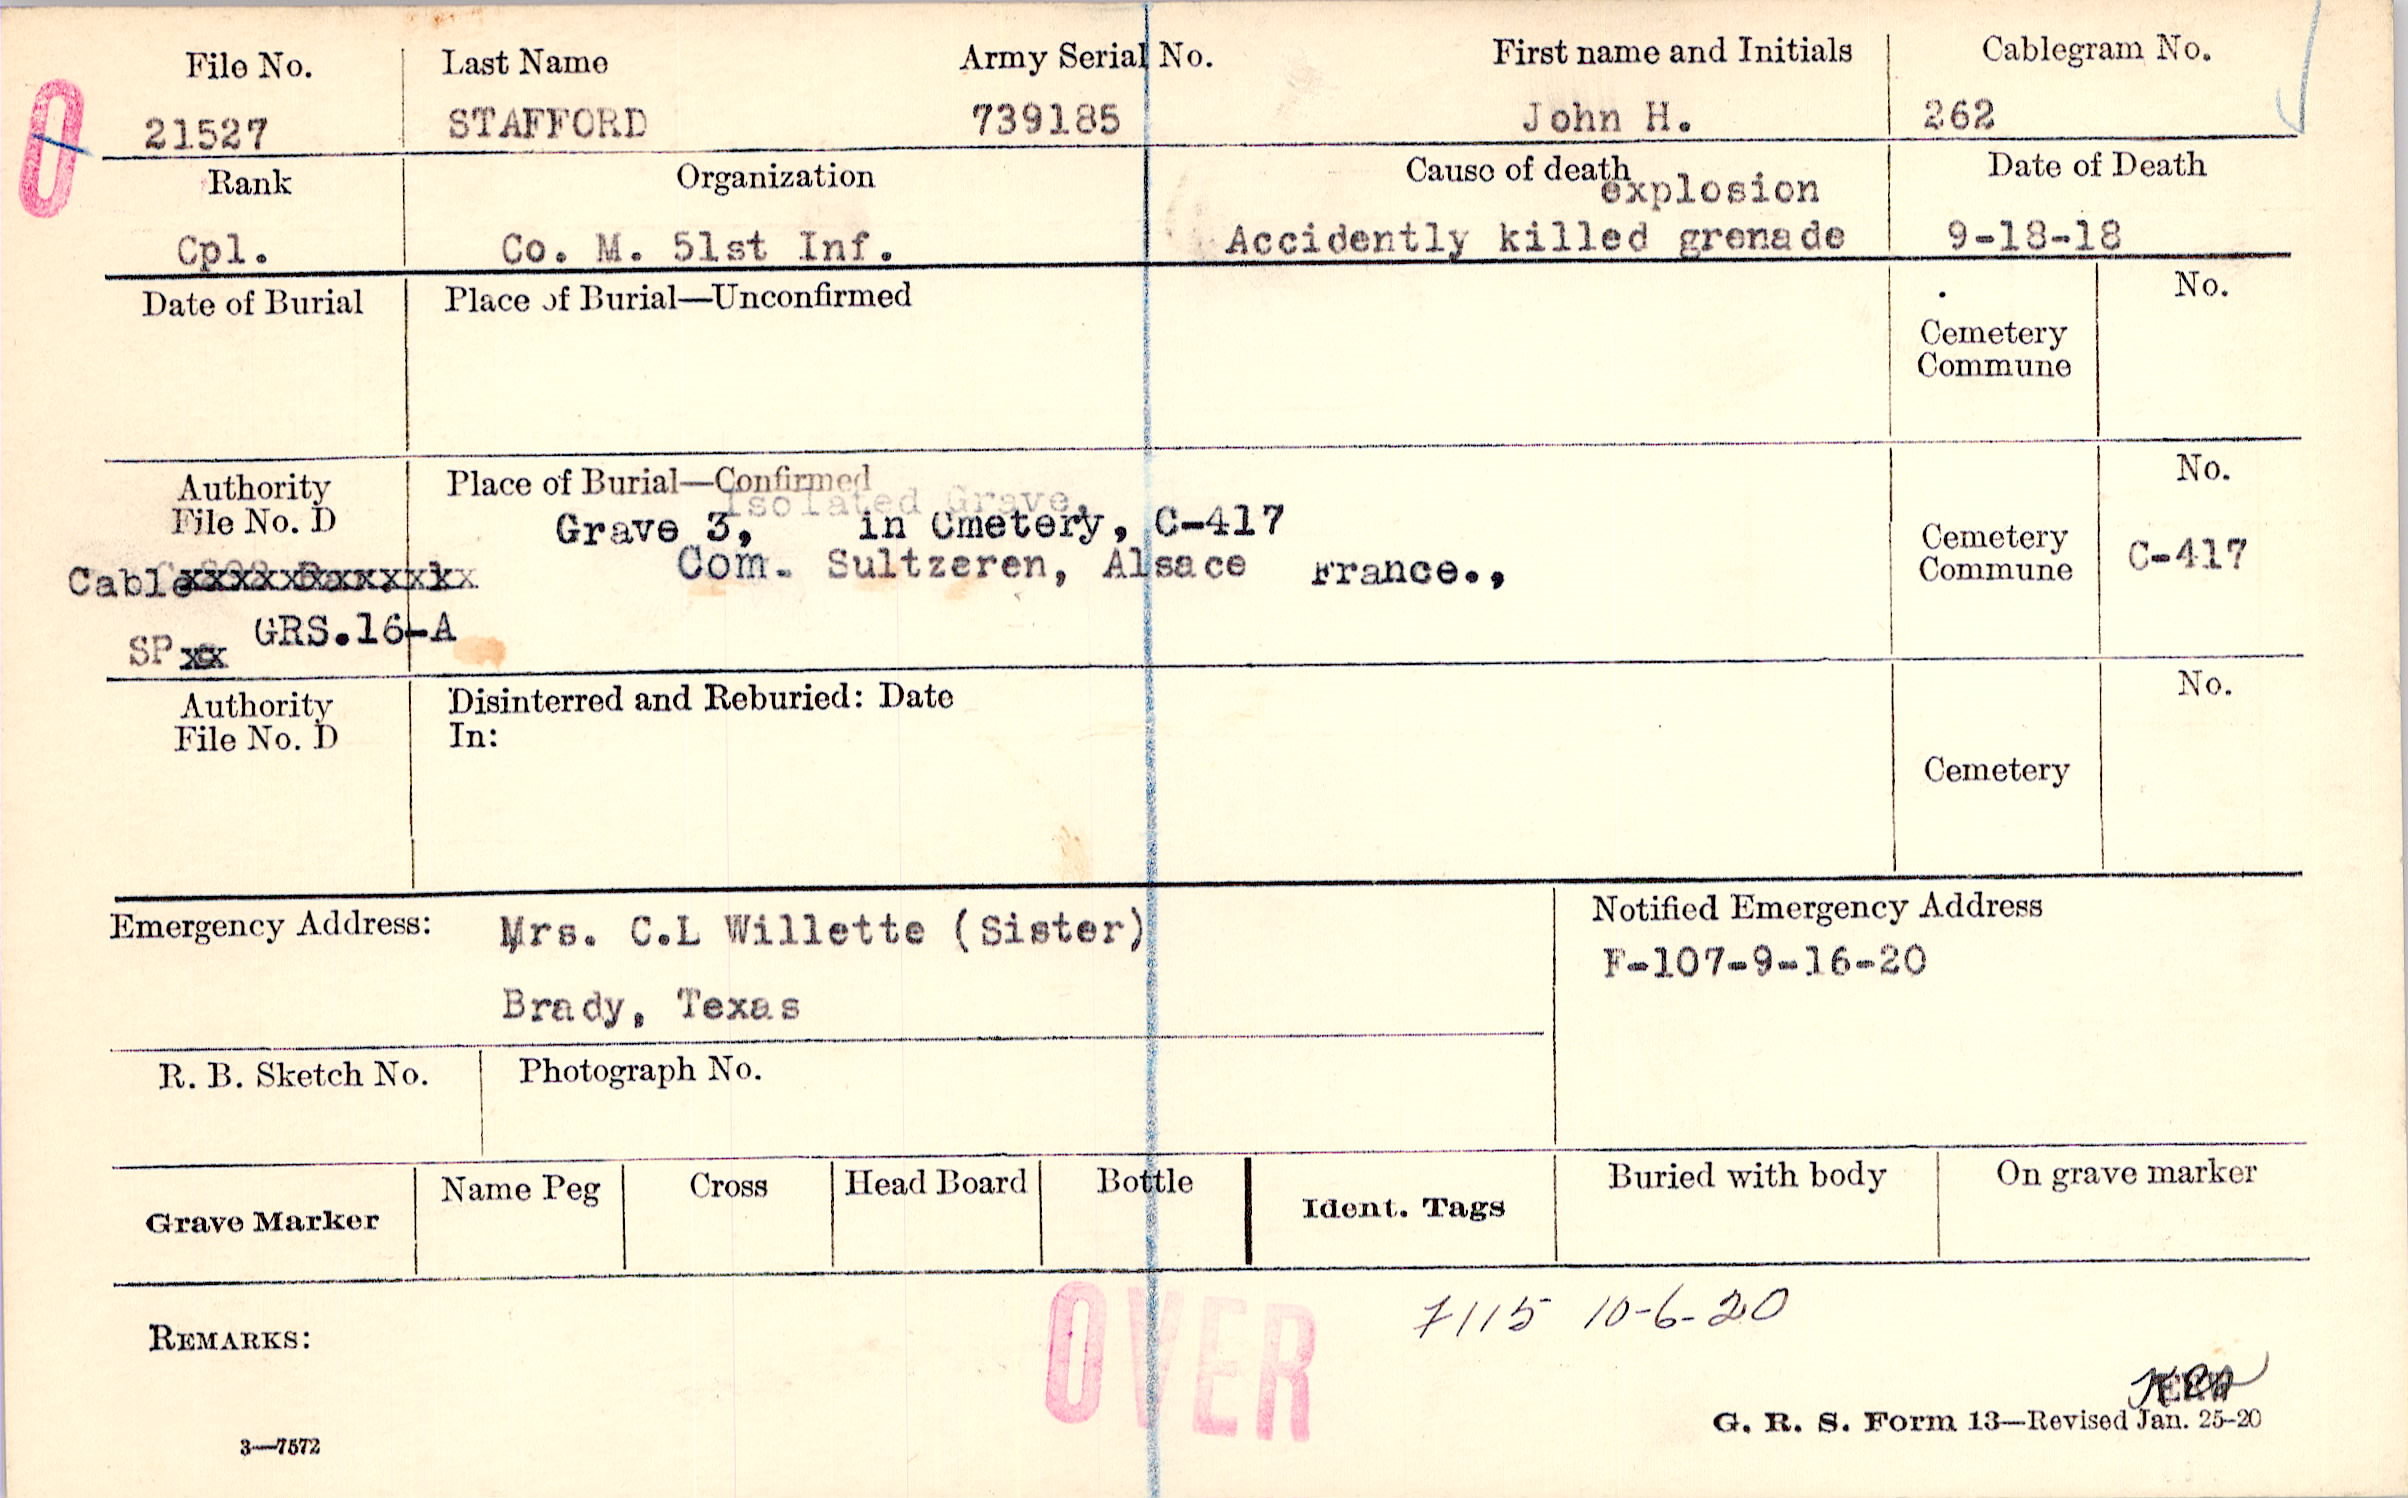 File No. Last Name Army Serial No. First name and Initials Cablegram No.
21527 STAFFORD 739185 John H. 262
Rank Organization Cause of death Date of Death
explosion
Cpl. Co. M. 51st Inf. Accidently killed grenade 9-18-18
Date of Burial Place of Burial—Unconfirmed No.
Cemetery
Commune
Authority Place of Burial—Confirmed No.
File No. D Isolated Grave,
Grave 3, in Cmetery, C-417
Cable Com. Sultzeren, Alsace France., Cemetery
Commune C-417
SP GRS.16-A
Authority Disinterred and Reburied: Date No.
File No. D In:
Cemetery
Emergency Address: Mrs. C.L Willette (Sister) Notified Emergency Address
F-107-9-16-20
Brady, Texas
R. B. Sketch No. Photograph No.
Grave Marker Name Peg Cross Head Board Bottle Ident. Tags Buried with body On grave marker
OVER
7115 10-6-20
REMARKS:
G. R. S. Form 13—Revised Jan. 25-20
3—7572